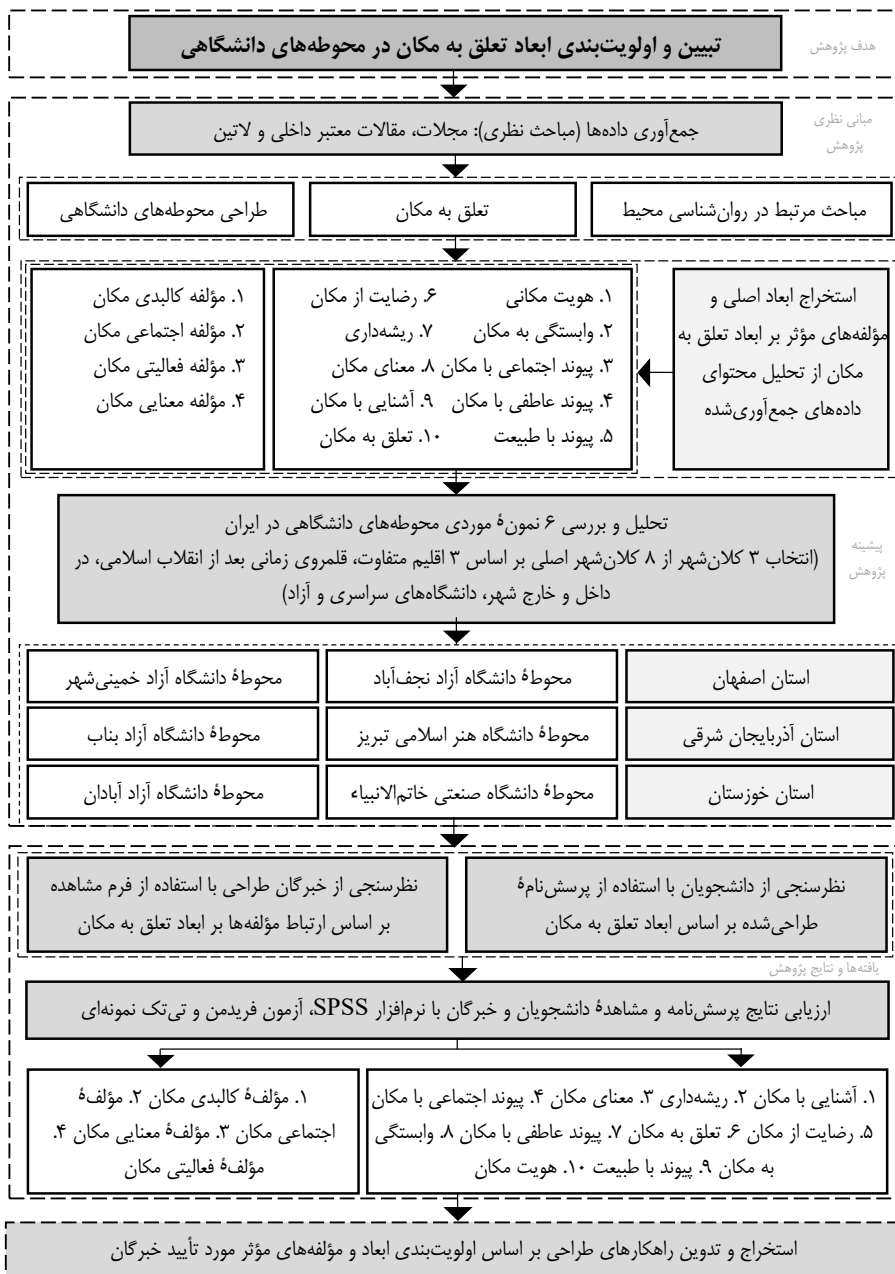 هدف پژوهش
تبیین و اولویت‌بندی ابعاد تعلق به مکان در محوطه‌های دانشگاهی
مبانی نظری
پژوهش
جمع‌آوری داده‌ها (مباحث نظری): مجلات، مقالات معتبر داخلی و لاتین
مباحث مرتبط در روان‌شناسی محیط
تعلق به مکان
طراحی محوطه‌های دانشگاهی
استخراج ابعاد اصلی و
مؤلفه‌های مؤثر بر ابعاد تعلق به
مکان از تحلیل محتوای
داده‌های جمع‌آوری‌شده
۱. هویت مکانی
۲. وابستگی به مکان
۳. پیوند اجتماعی با مکان
۴. پیوند عاطفی با مکان
۵. پیوند با طبیعت
۶. رضایت از مکان
۷. ریشه‌داری
۸. معنای مکان
۹. آشنایی با مکان
۱۰. تعلق به مکان
۱. مؤلفه کالبدی مکان
۲. مؤلفه اجتماعی مکان
۳. مؤلفه فعالیتی مکان
۴. مؤلفه معنایی مکان
پیشینه
پژوهش
تحلیل و بررسی ۶ نمونهٔ موردی محوطه‌های دانشگاهی در ایران
(انتخاب ۳ کلان‌شهر از ۸ کلان‌شهر اصلی بر اساس ۳ اقلیم متفاوت، قلمروی زمانی بعد از انقلاب اسلامی، در
داخل و خارج شهر، دانشگاه‌های سراسری و آزاد)
استان اصفهان
محوطهٔ دانشگاه آزاد نجف‌آباد
محوطهٔ دانشگاه آزاد خمینی‌شهر
استان آذربایجان شرقی
محوطهٔ دانشگاه هنر اسلامی تبریز
محوطهٔ دانشگاه آزاد بناب
استان خوزستان
محوطهٔ دانشگاه صنعتی خاتم‌الانبیاء
محوطهٔ دانشگاه آزاد آبادان
نظرسنجی از دانشجویان با استفاده از پرسش‌نامهٔ
طراحی‌شده بر اساس ابعاد تعلق به مکان
نظرسنجی از خبرگان طراحی با استفاده از فرم مشاهده
بر اساس ارتباط مؤلفه‌ها بر ابعاد تعلق به مکان
یافته‌ها و نتایج پژوهش
ارزیابی نتایج پرسش‌نامه و مشاهدهٔ دانشجویان و خبرگان با نرم‌افزار SPSS، آزمون فریدمن و تی‌تک نمونه‌ای
۱. آشنایی با مکان ۲. ریشه‌داری ۳. معنای مکان ۴. پیوند اجتماعی با مکان
۵. رضایت از مکان ۶. تعلق به مکان ۷. پیوند عاطفی با مکان ۸. وابستگی
به مکان ۹. پیوند با طبیعت ۱۰. هویت مکان
۱. مؤلفهٔ کالبدی مکان ۲. مؤلفهٔ
اجتماعی مکان ۳. مؤلفهٔ معنایی مکان ۴.
مؤلفهٔ فعالیتی مکان
استخراج و تدوین راهکارهای طراحی بر اساس اولویت‌بندی ابعاد و مؤلفه‌های مؤثر مورد تأیید خبرگان